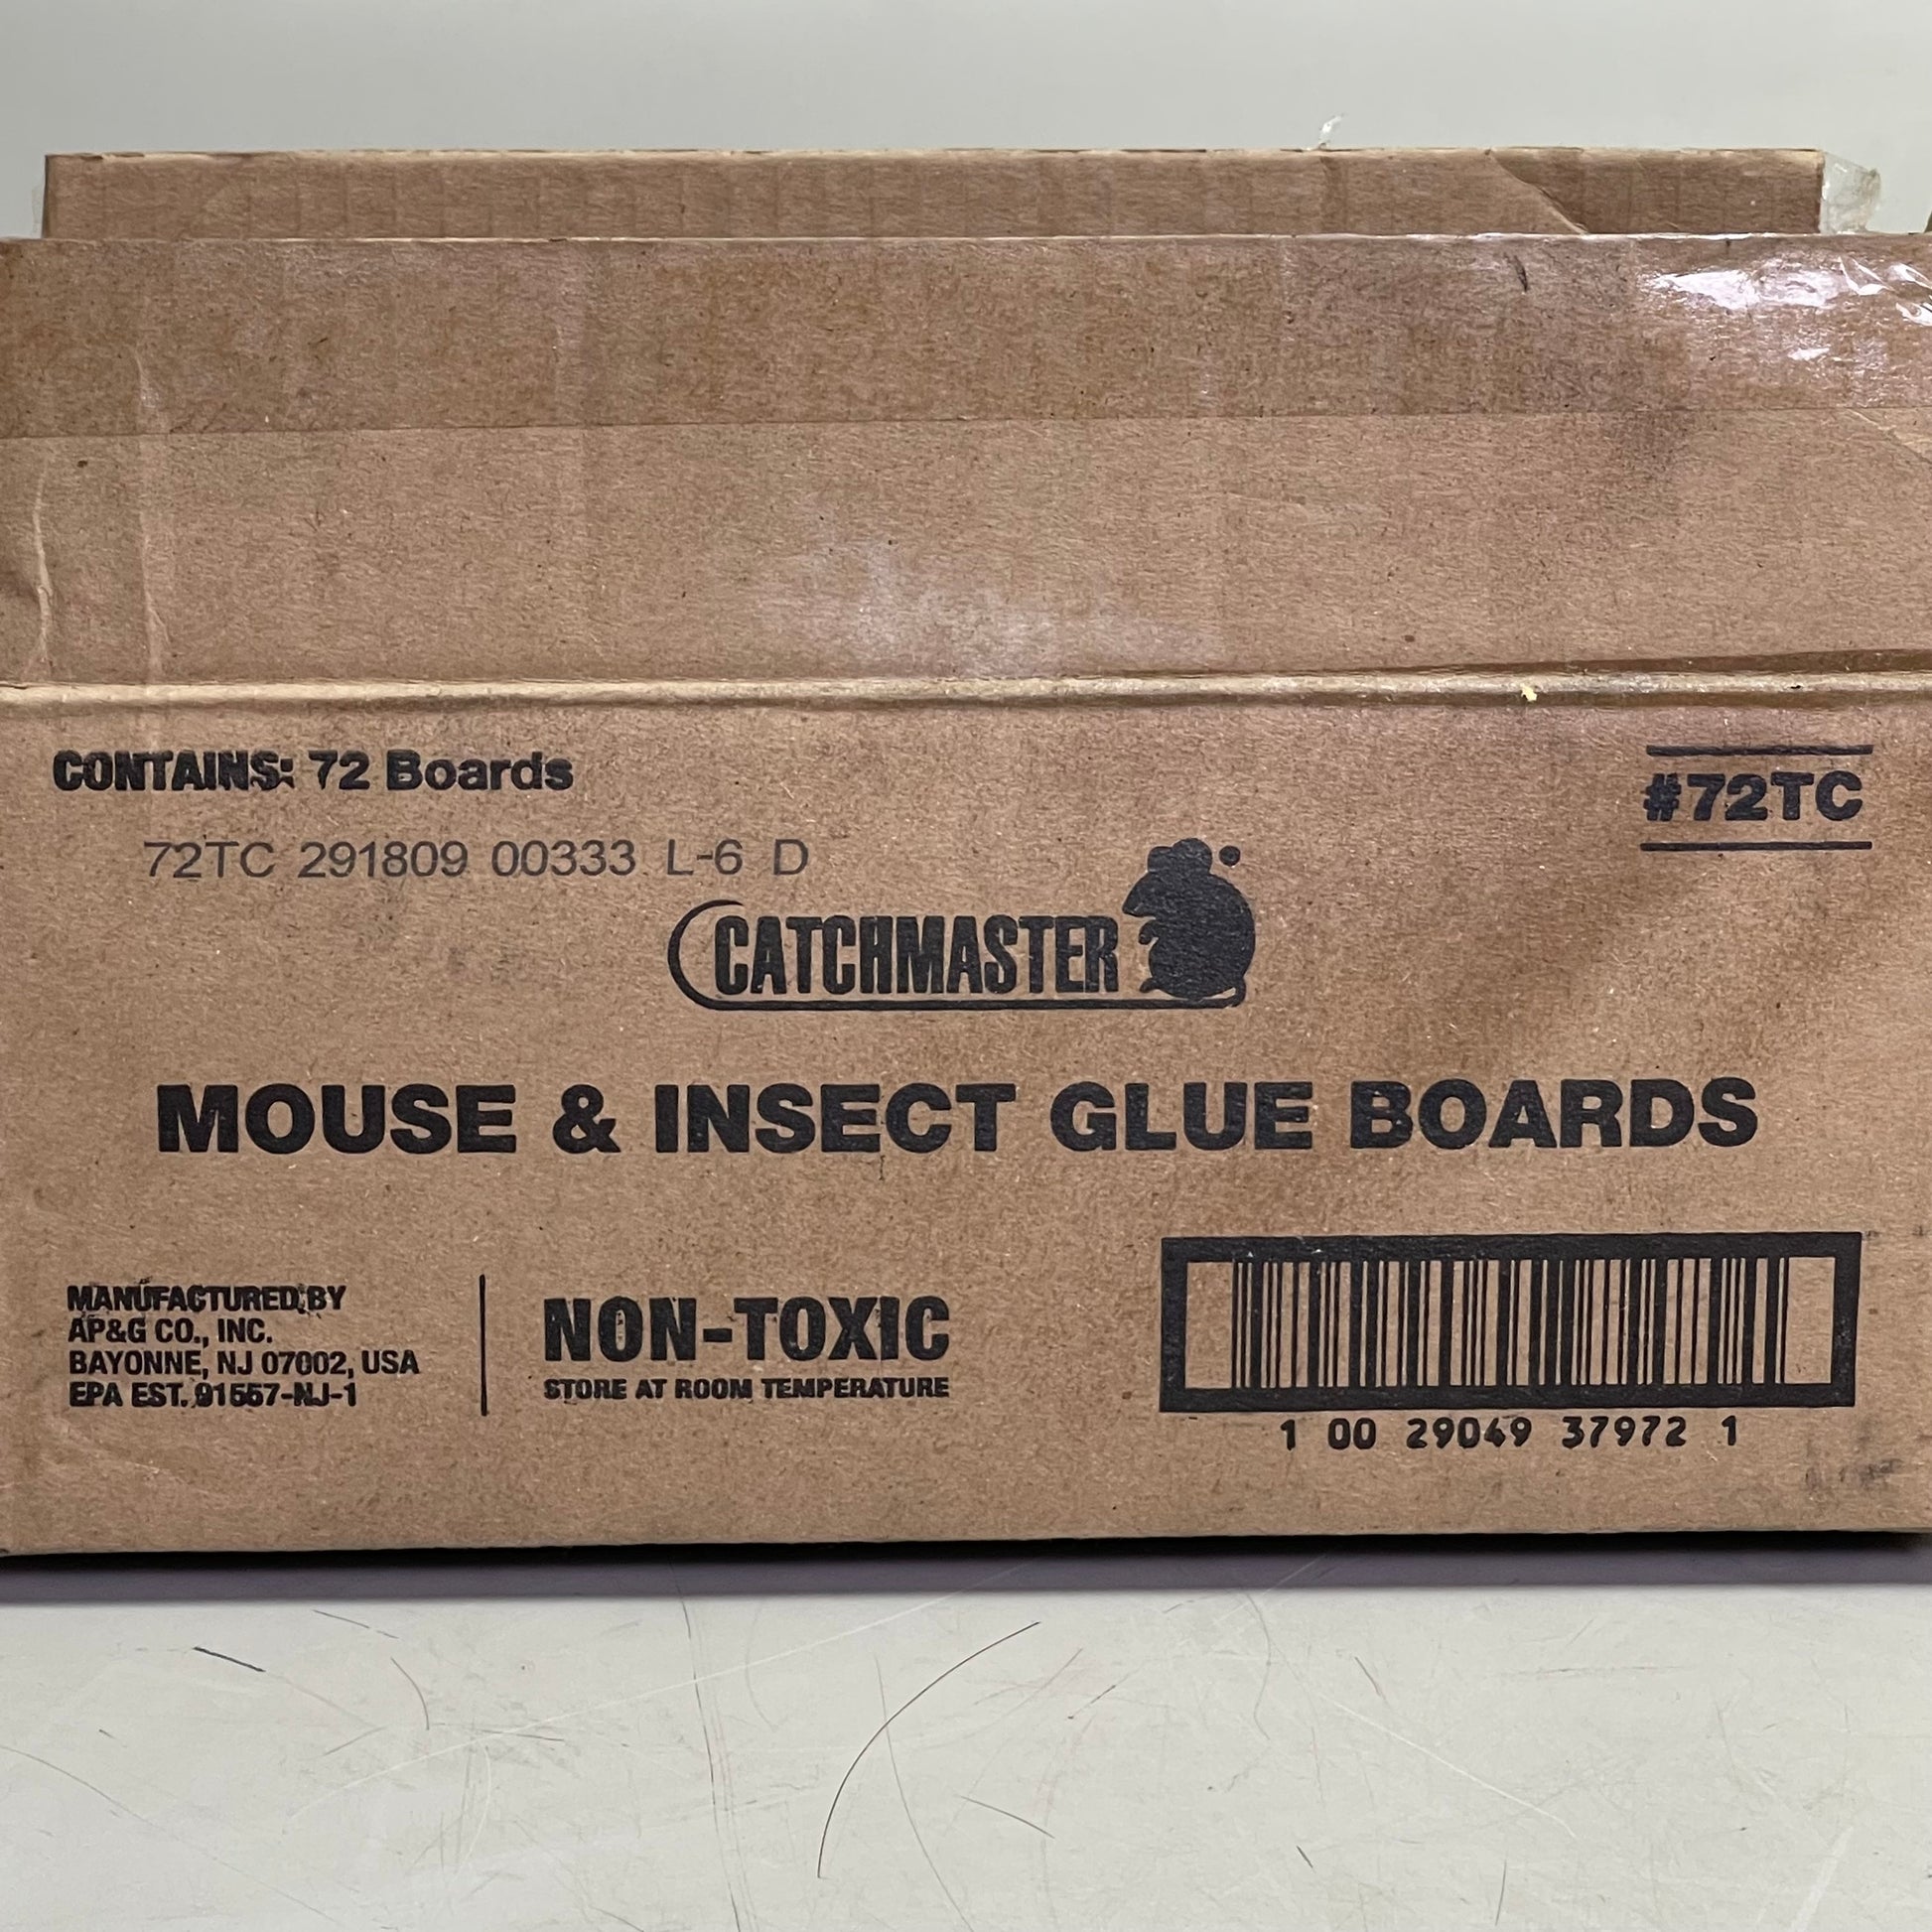 CONTAINS: 72 Boards
#72TC
72TC 291809 00333 L-6 D
CATCHMASTER
MOUSE & INSECT GLUE BOARDS
MANUFACTURED BY
AP&G CO., INC.
BAYONNE, NJ 07002, USA
EPA EST. 91557-NJ-1
NON-TOXIC
STORE AT ROOM TEMPERATURE
1 00 29049 37972 1